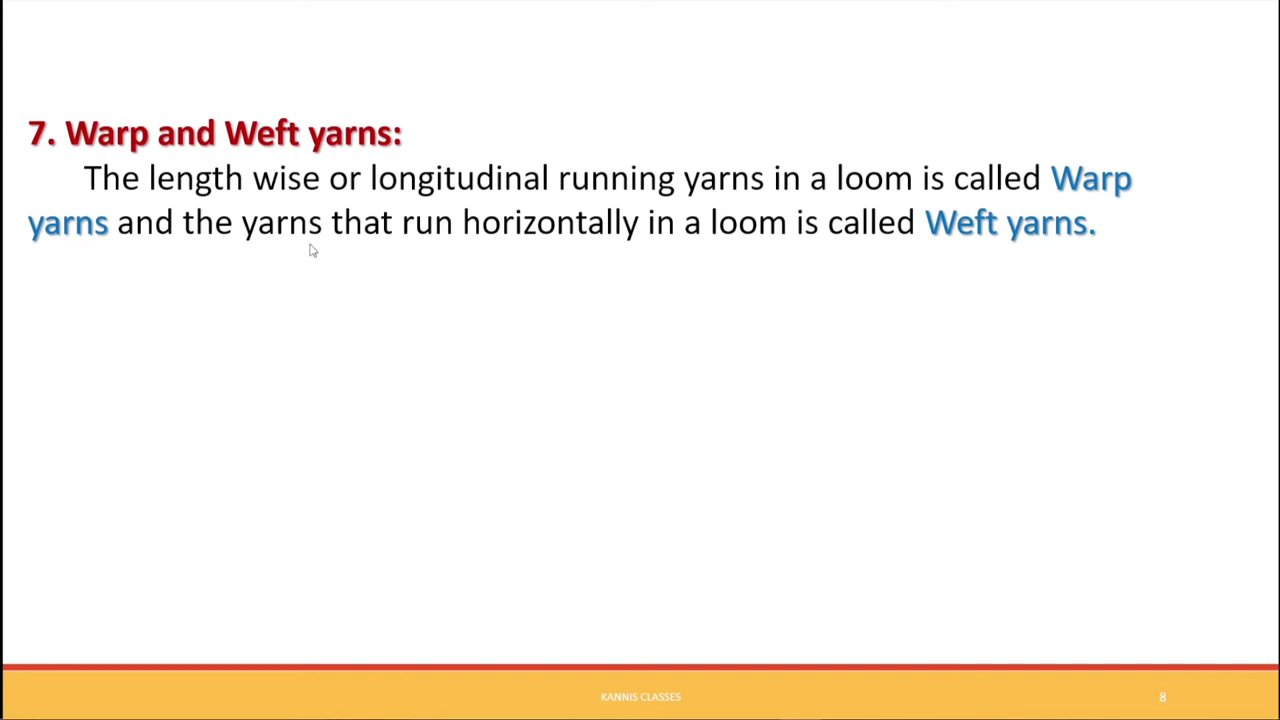 7. Warp and Weft yarns:
The length wise or longitudinal running yarns in a loom is called Warp
yarns and the yarns that run horizontally in a loom is called Weft yarns.
KANNIS CLASSES
8